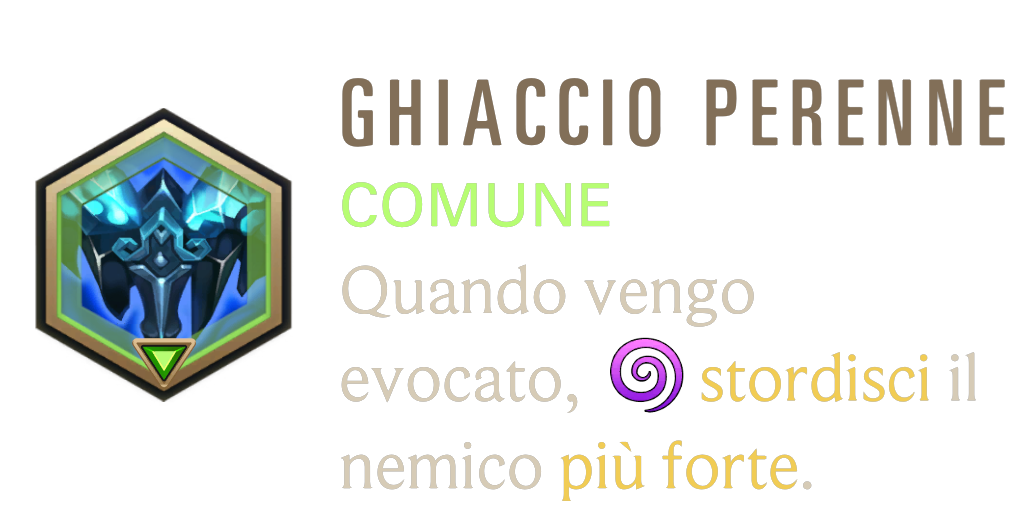 GHIACCIO PERENNE
COMUNE
Quando vengo
evocato, stordisci il
nemico più forte.